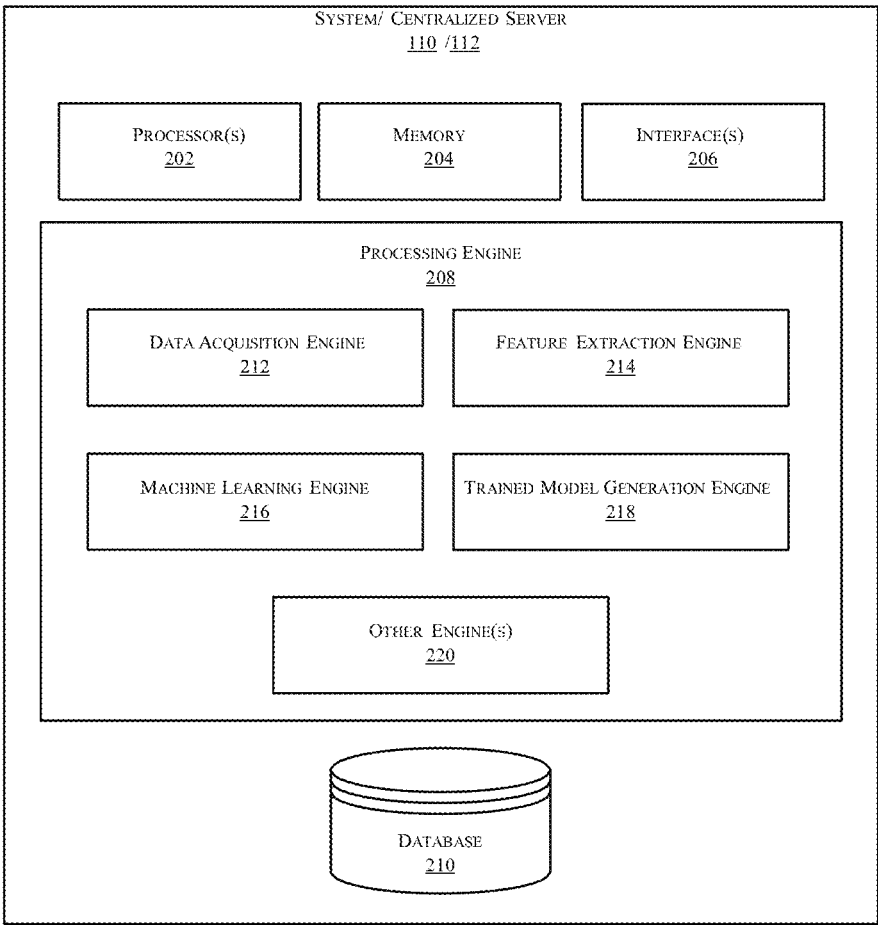 System/ Centralized Server
110 /112
Processor(s)
202
Memory
204
Interface(s)
206
Processing Engine
208
Data Acquisition Engine
212
Feature Extraction Engine
214
Machine Learning Engine
216
Trained Model Generation Engine
218
Other Engine(s)
220
Database
210